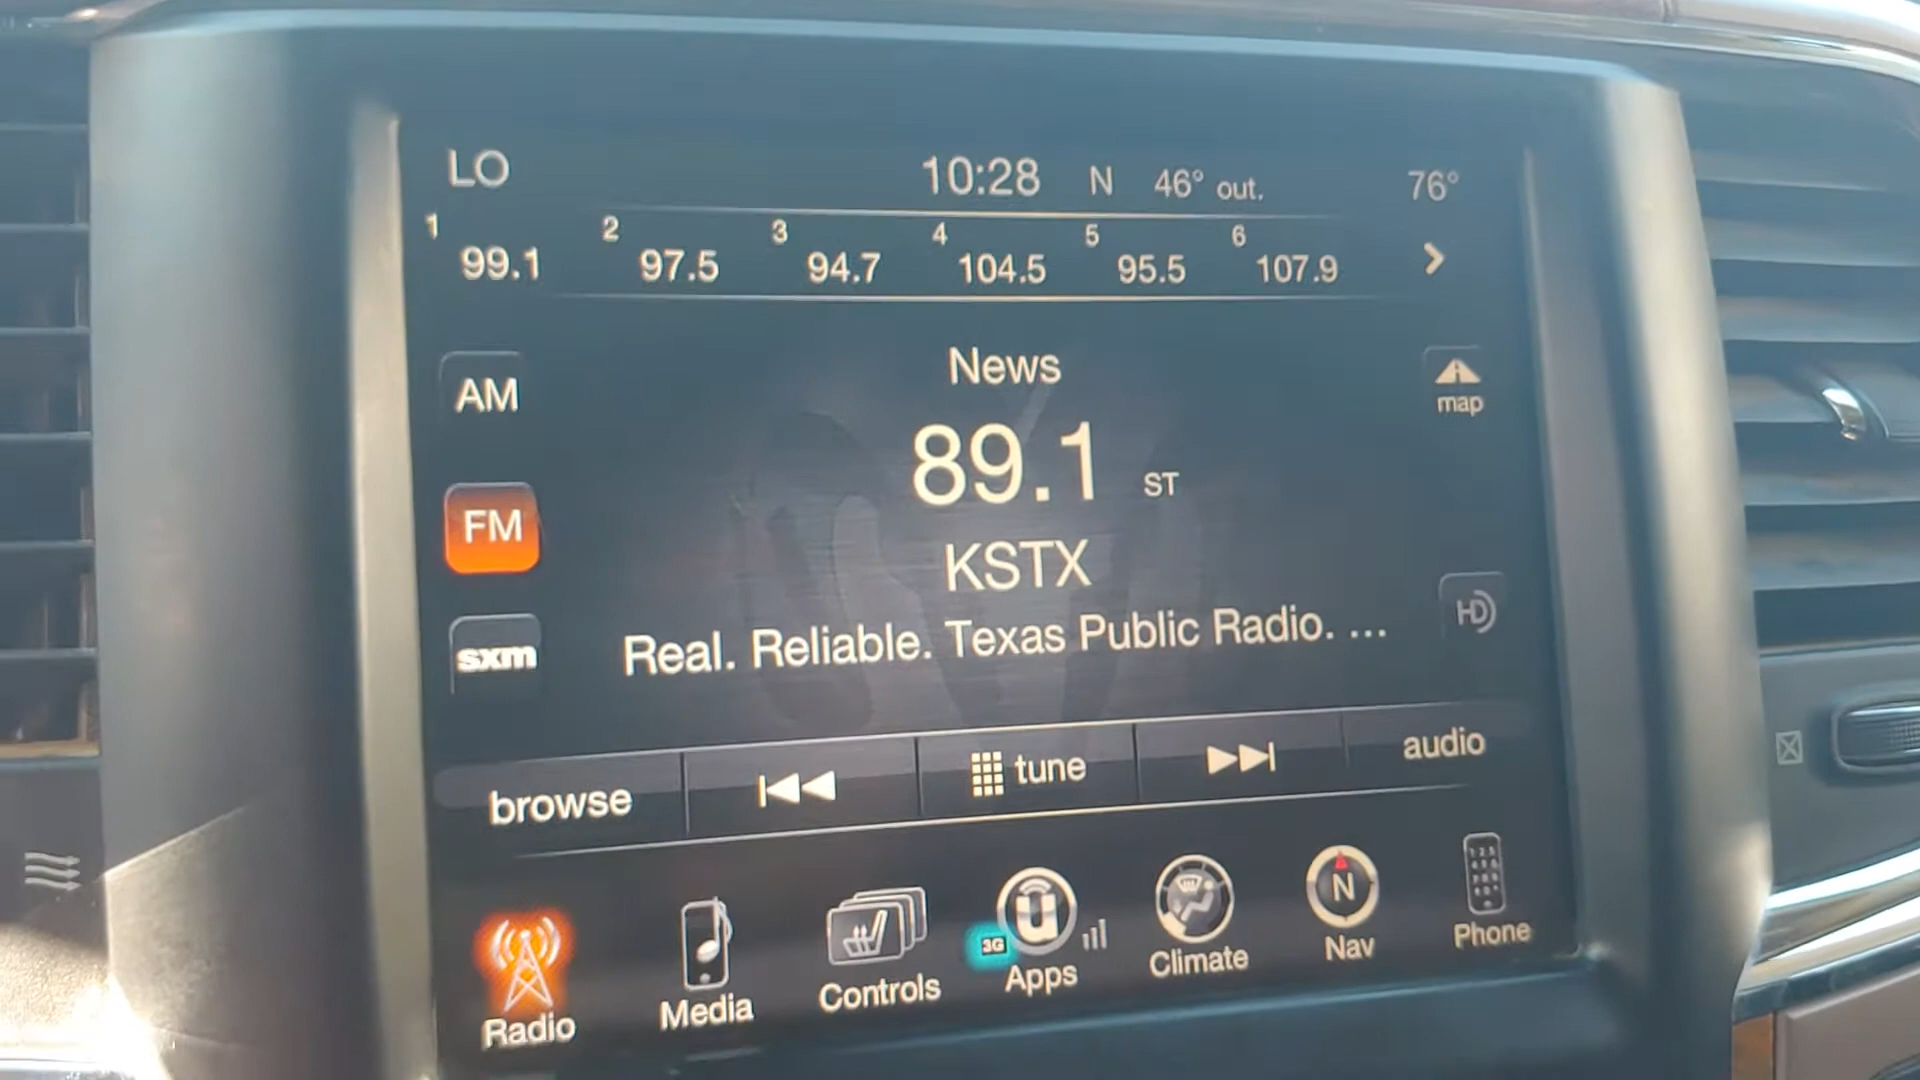 LO 10:28 N 46° out. 76°
1 2 3 4 5 6
99.1 97.5 94.7 104.5 95.5 107.9
News
AM
map
89.1 ST
FM
KSTX
HD
sxm
Real. Reliable. Texas Public Radio. ...
browse tune audio
3G
N
Radio Media Controls Apps Climate Nav Phone